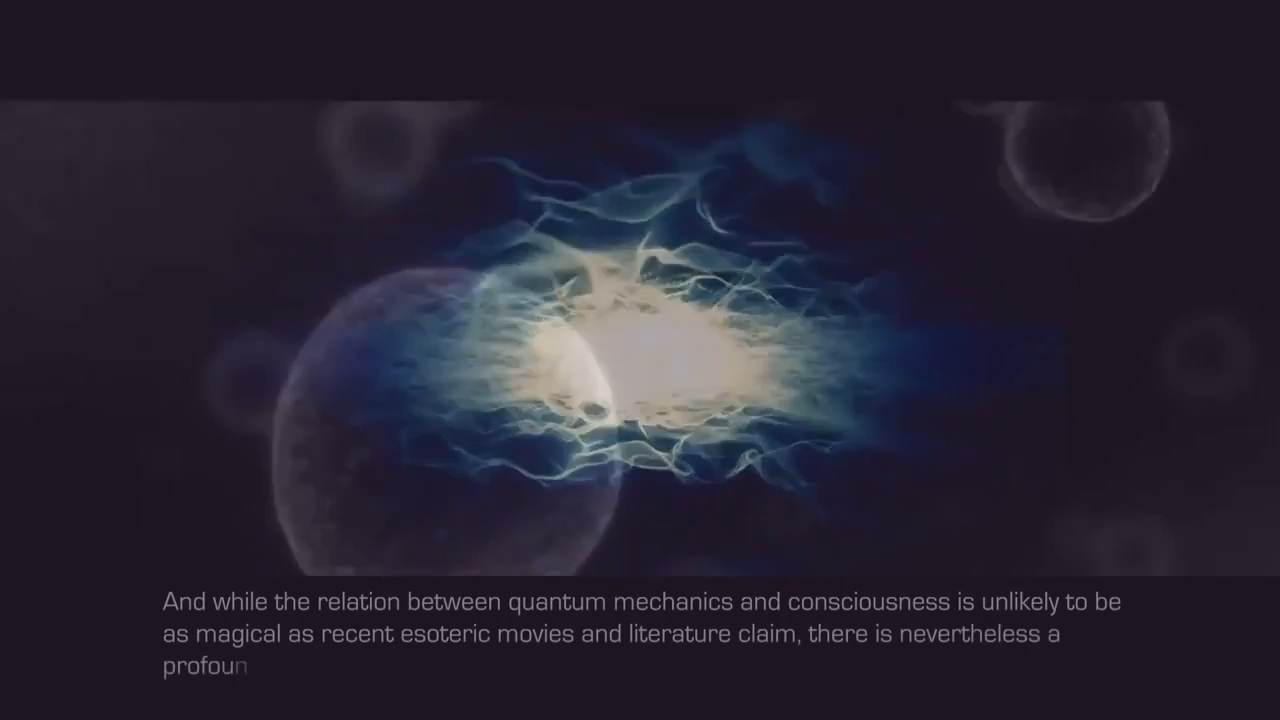 And while the relation between quantum mechanics and consciousness is unlikely to be
as magical as recent esoteric movies and literature claim, there is nevertheless a
profoun